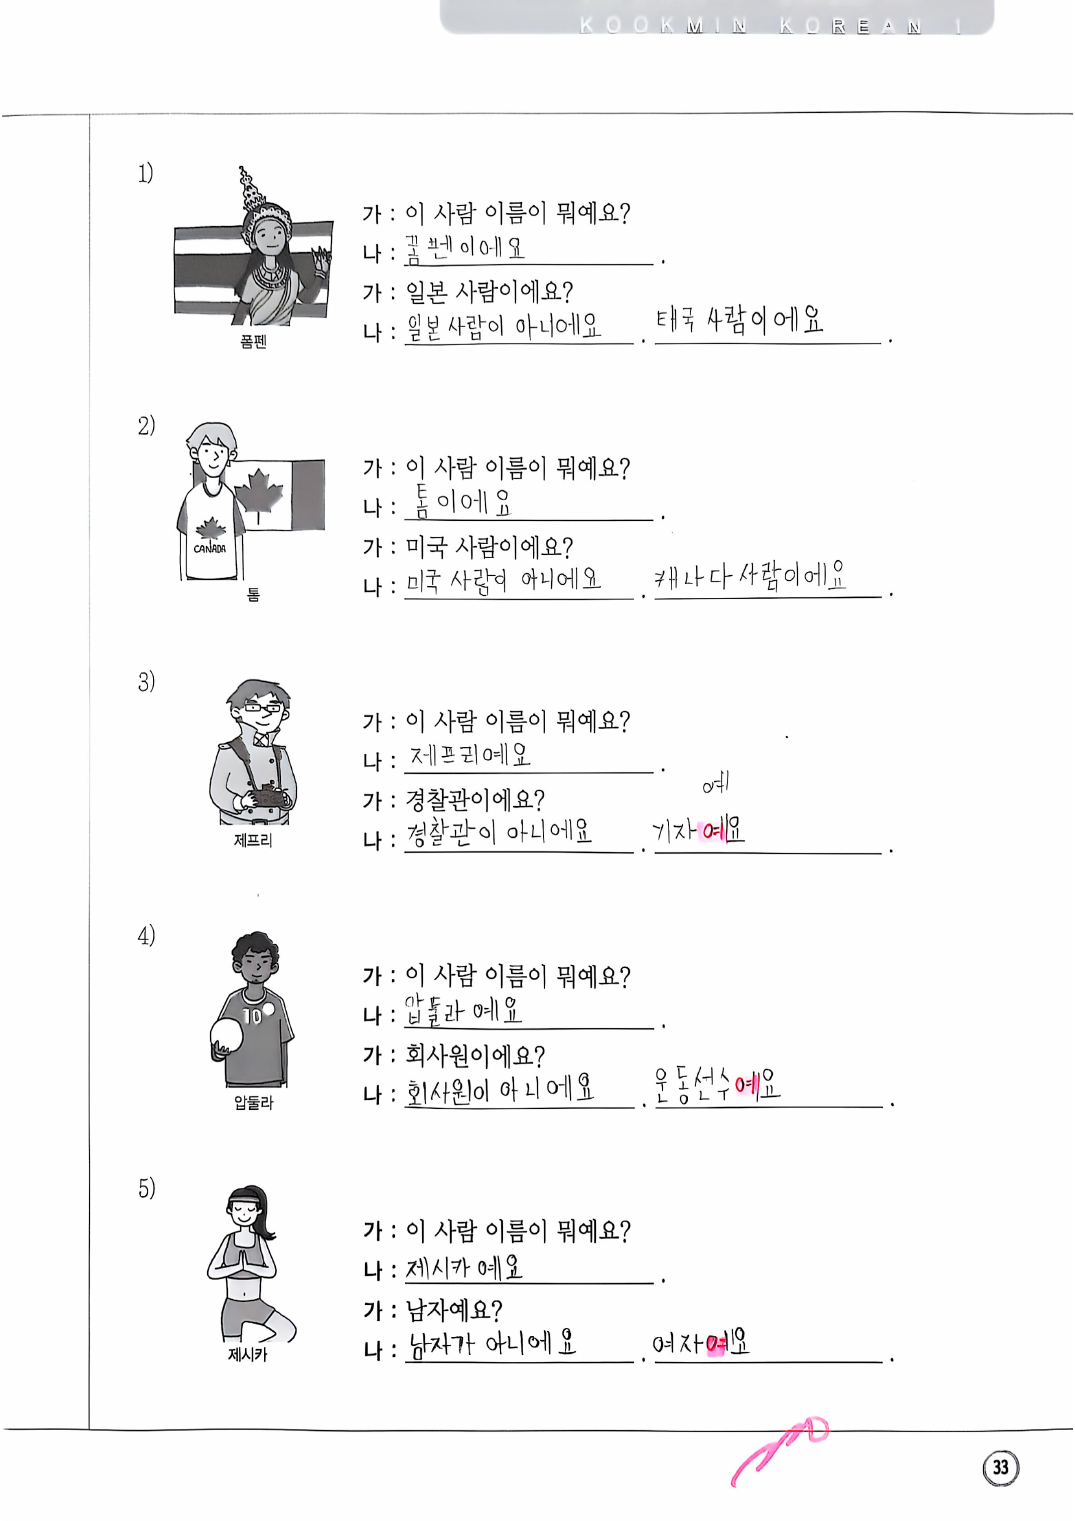 KOOKMIN KOREAN 1
1)
가 : 이 사람 이름이 뭐예요?
나 : 폼펜이에요.
가 : 일본 사람이에요?
나 : 일본사람이 아니에요. 태국 사람이에요.
폼펜
2)
가 : 이 사람 이름이 뭐예요?
나 : 톰이에요.
가 : 미국 사람이에요?
나 : 미국 사람이 아니에요. 캐나다 사람이에요.
CANADA
톰
3)
가 : 이 사람 이름이 뭐예요?
나 : 제프리예요.
가 : 경찰관이에요?
예
나 : 경찰관이 아니에요. 기자예요.
제프리
4)
가 : 이 사람 이름이 뭐예요?
나 : 압둘라 예요.
가 : 회사원이에요?
나 : 회사원이 아니에요. 운동선수예요.
10
압둘라
5)
가 : 이 사람 이름이 뭐예요?
나 : 제시카 예요.
가 : 남자예요?
나 : 남자가 아니에요. 여자예요.
제시카
33